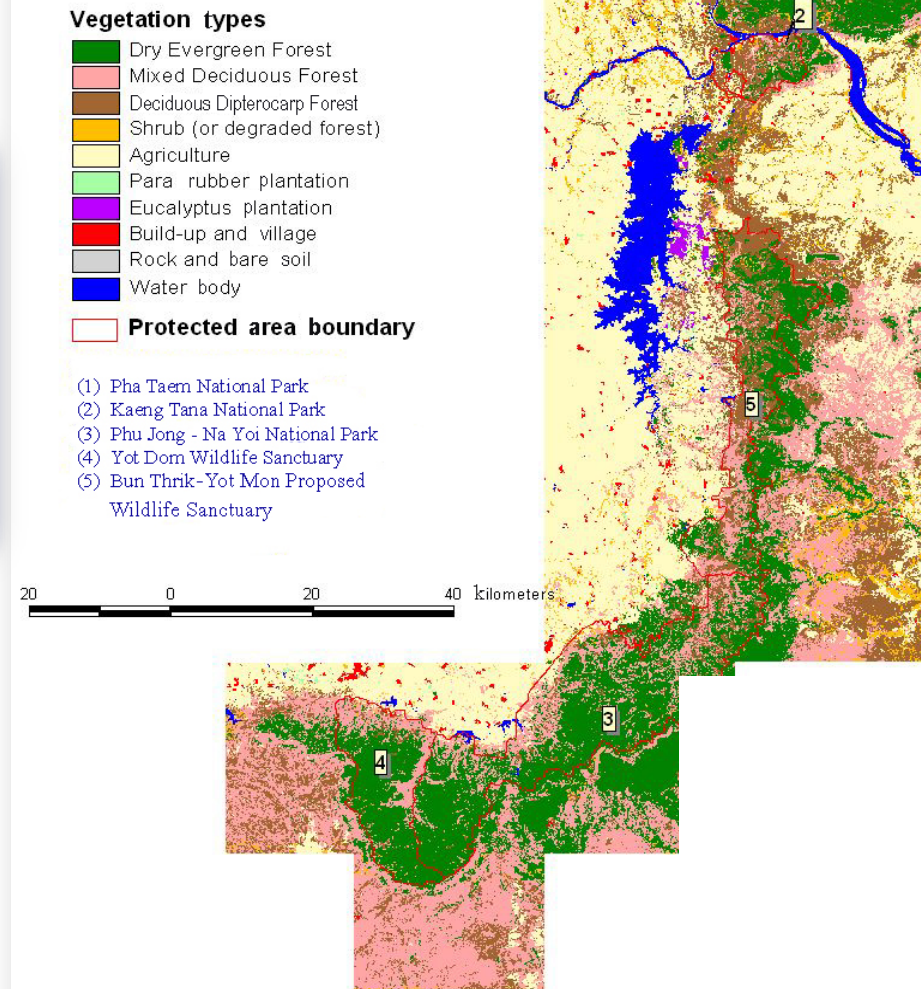 Vegetation types
Dry Evergreen Forest
Mixed Deciduous Forest
Deciduous Dipterocarp Forest
Shrub (or degraded forest)
Agriculture
Para rubber plantation
Eucalyptus plantation
Build-up and village
Rock and bare soil
Water body
Protected area boundary
(1) Pha Taem National Park
(2) Kaeng Tana National Park
(3) Phu Jong - Na Yoi National Park
(4) Yot Dom Wildlife Sanctuary
(5) Bun Thrik-Yot Mon Proposed
Wildlife Sanctuary
20 0 20 40 kilometers
2
5
3
4